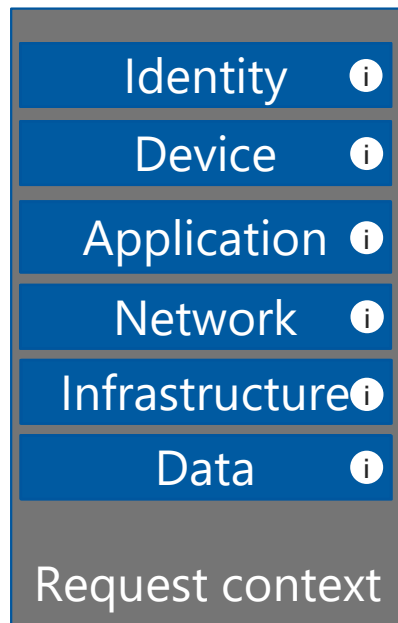 Identity i
Device i
Application i
Network i
Infrastructure i
Data i
Request context